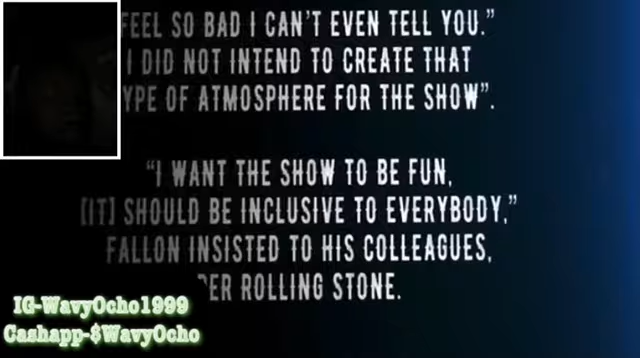 FEEL SO BAD I CAN'T EVEN TELL YOU."
I DID NOT INTEND TO CREATE THAT
YPE OF ATMOSPHERE FOR THE SHOW".
"I WANT THE SHOW TO BE FUN,
[IT] SHOULD BE INCLUSIVE TO EVERYBODY,"
FALLON INSISTED TO HIS COLLEAGUES,
PER ROLLING STONE.
IG-WavyOcho1999
Cashapp-$WavyOcho